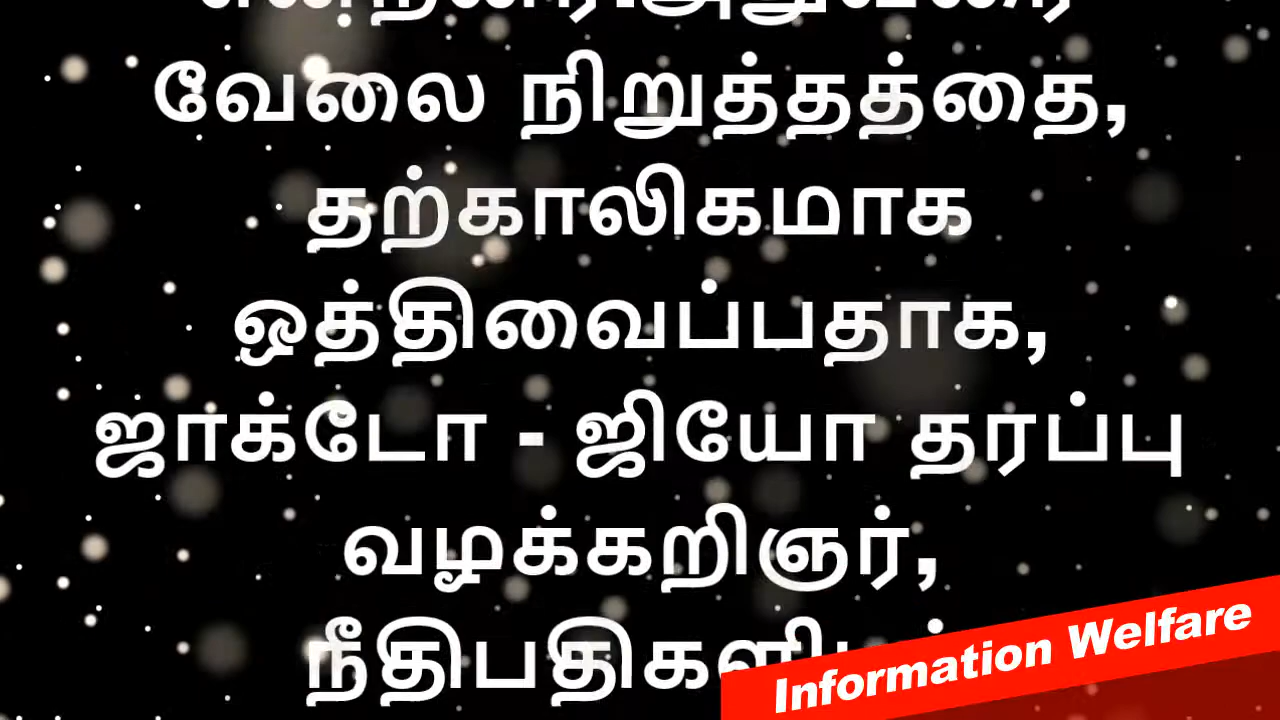 வேலை நிறுத்தத்தை,
தற்காலிகமாக
ஒத்திவைப்பதாக,
ஜாக்டோ - ஜியோ தரப்பு
வழக்கறிஞர்,
Information Welfare